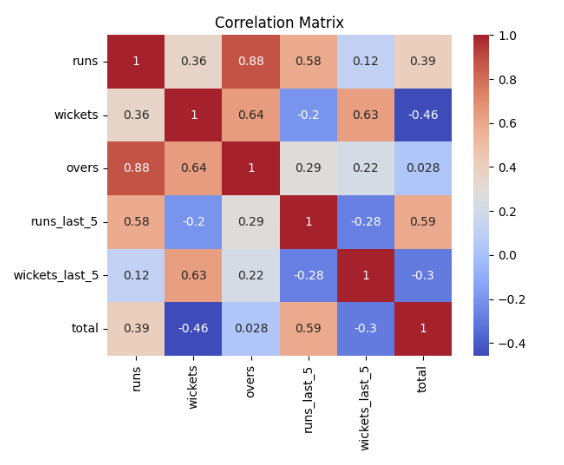 Correlation Matrix
runs 1 0.36 0.88 0.58 0.12 0.39
wickets 0.36 1 0.64 -0.2 0.63 -0.46
overs 0.88 0.64 1 0.29 0.22 0.028
runs_last_5 0.58 -0.2 0.29 1 -0.28 0.59
wickets_last_5 0.12 0.63 0.22 -0.28 1 -0.3
total 0.39 -0.46 0.028 0.59 -0.3 1
runs wickets overs runs_last_5 wickets_last_5 total
1.0
0.8
0.6
0.4
0.2
0.0
−0.2
−0.4